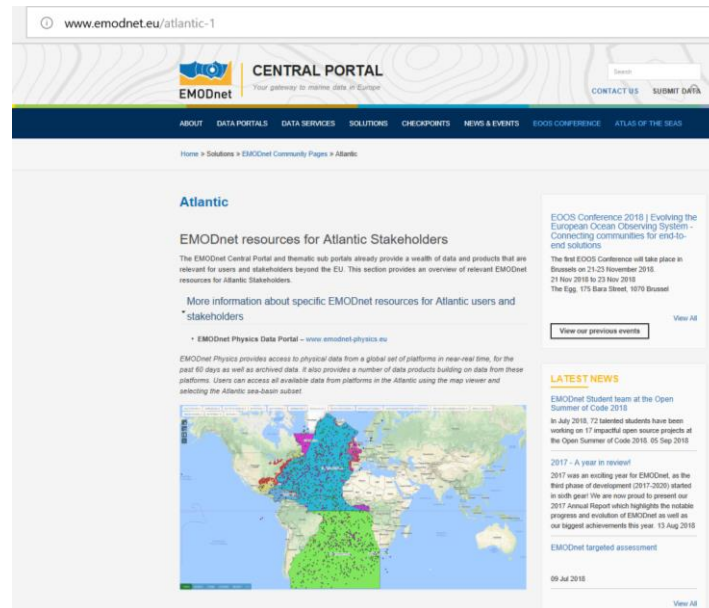 www.emodnet.eu/atlantic-1
EMODnet
CENTRAL PORTAL
Your gateway to marine data in Europe
Search
CONTACT US SUBMIT DATA
ABOUT DATA PORTALS DATA SERVICES SOLUTIONS CHECKPOINTS NEWS & EVENTS EOOS CONFERENCE ATLAS OF THE SEAS
Home » Solutions » EMODnet Community Pages » Atlantic
Atlantic
EMODnet resources for Atlantic Stakeholders
The EMODnet Central Portal and thematic sub portals already provide a wealth of data and products that are
relevant for users and stakeholders beyond the EU. This section provides an overview of relevant EMODnet
resources for Atlantic Stakeholders.
More information about specific EMODnet resources for Atlantic users and
stakeholders
• EMODnet Physics Data Portal – www.emodnet-physics.eu
EMODnet Physics provides access to physical data from a global set of platforms in near-real time, for the
past 60 days as well as archived data. It also provides a number of data products building on data from these
platforms. Users can access all available data from platforms in the Atlantic using the map viewer and
selecting the Atlantic sea-basin subset.
EOOS Conference 2018 | Evolving the
European Ocean Observing System -
Connecting communities for end-to-
end solutions
The first EOOS Conference will take place in
Brussels on 21-23 November 2018.
21 Nov 2018 to 23 Nov 2018
The Egg, 175 Bara Street, 1070 Brussel
View All
View our previous events
LATEST NEWS
EMODnet Student team at the Open
Summer of Code 2018
In July 2018, 72 talented students have been
working on 17 impactful open source projects at
the Open Summer of Code 2018. 05 Sep 2018
2017 - A year in review!
2017 was an exciting year for EMODnet, as the
third phase of development (2017-2020) started
in sixth gear! We are now proud to present our
2017 Annual Report which highlights the notable
progress and evolution of EMODnet as well as
our biggest achievements this year. 13 Aug 2018
EMODnet targeted assessment
09 Jul 2018
View All